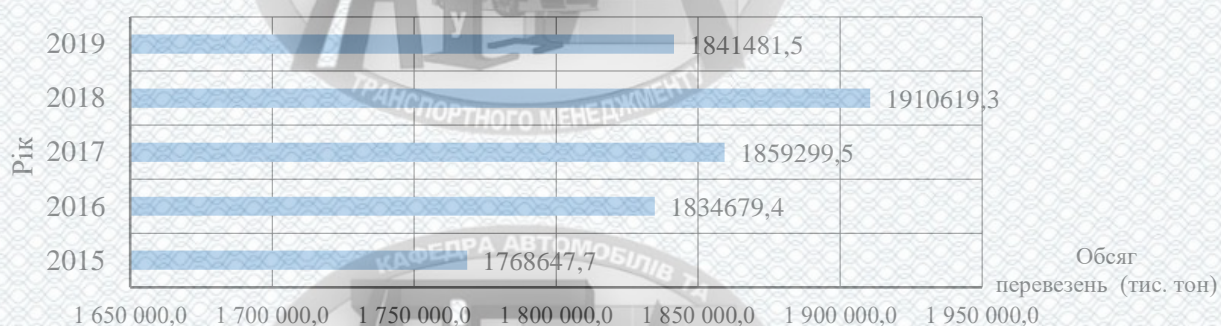 У
2019
1841481,5
ТРАНСПОРТНОГО МЕНЕДЖМЕНТУ
2018
1910619,3
Рік
2017
1859299,5
2016
1834679,4
КАФЕДРА АВТОМОБІЛІВ ТА
2015
1768647,7
Обсяг
перевезень (тис. тон)
1 650 000,0 1 700 000,0 1 750 000,0 1 800 000,0 1 850 000,0 1 900 000,0 1 950 000,0
В